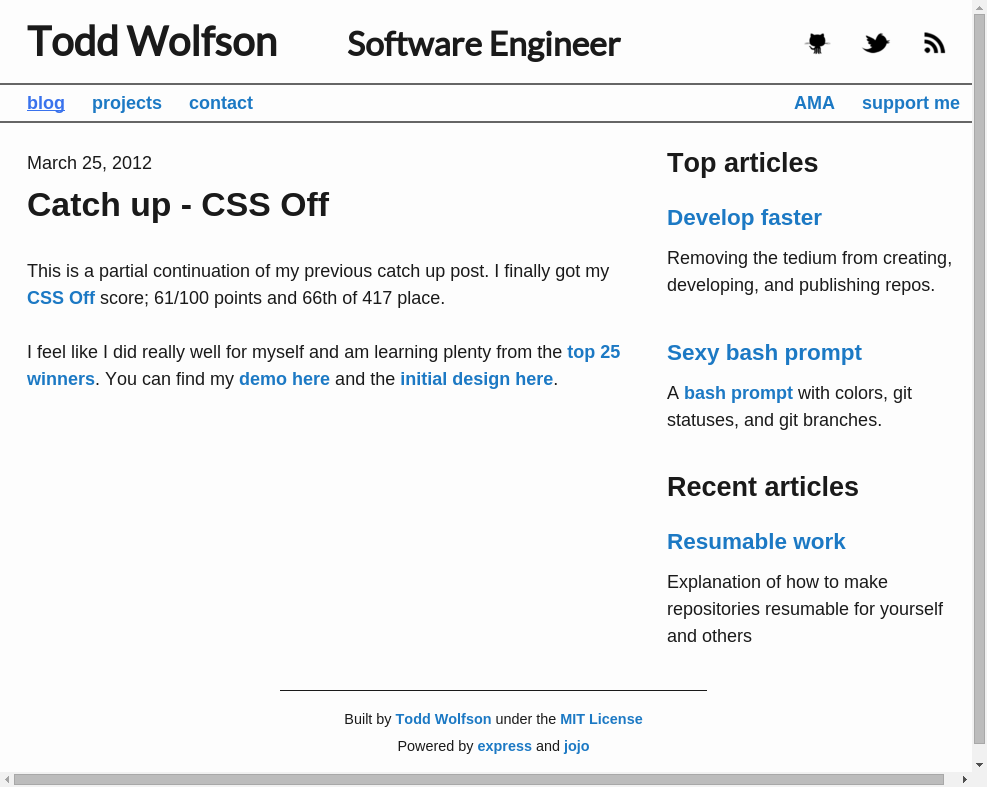 Todd Wolfson
Software Engineer
blog projects contact AMA support me
March 25, 2012
Catch up - CSS Off
This is a partial continuation of my previous catch up post. I finally got my
CSS Off score; 61/100 points and 66th of 417 place.
I feel like I did really well for myself and am learning plenty from the top 25
winners. You can find my demo here and the initial design here.
Top articles
Develop faster
Removing the tedium from creating,
developing, and publishing repos.
Sexy bash prompt
A bash prompt with colors, git
statuses, and git branches.
Recent articles
Resumable work
Explanation of how to make
repositories resumable for yourself
and others
Built by Todd Wolfson under the MIT License
Powered by express and jojo